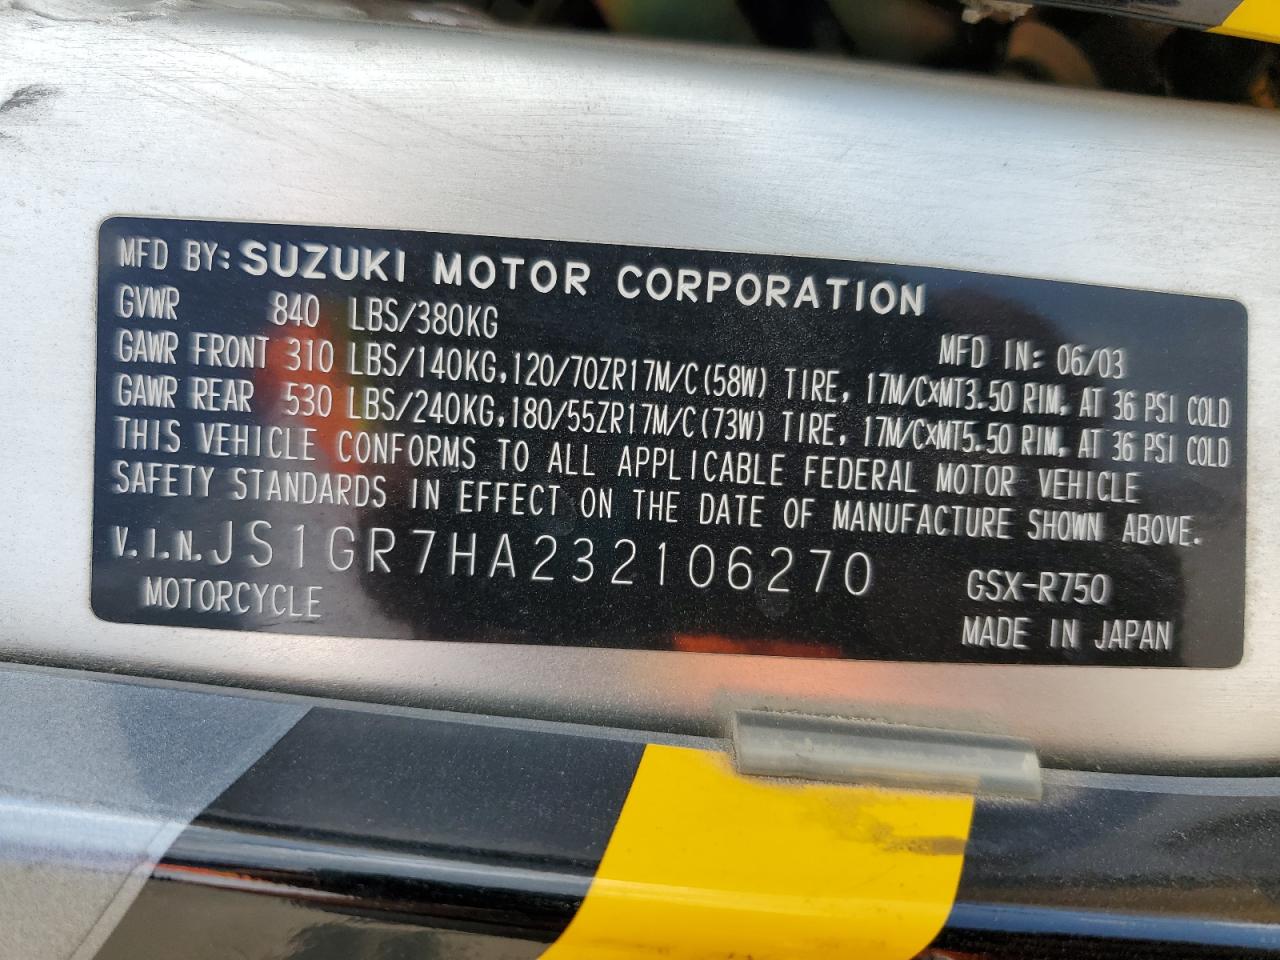 MFD BY: SUZUKI MOTOR CORPORATION
GVWR 840 LBS/380KG MFD IN: 06/03
GAWR FRONT 310 LBS/140KG,120/70ZR17M/C(58W) TIRE, 17M/C×MT3.50 RIM, AT 36 PSI COLD
GAWR REAR 530 LBS/240KG,180/55ZR17M/C(73W) TIRE, 17M/C×MT5.50 RIM, AT 36 PSI COLD
THIS VEHICLE CONFORMS TO ALL APPLICABLE FEDERAL MOTOR VEHICLE
SAFETY STANDARDS IN EFFECT ON THE DATE OF MANUFACTURE SHOWN ABOVE.
V.I.N. JS1GR7HA232106270 GSX-R750
MOTORCYCLE MADE IN JAPAN